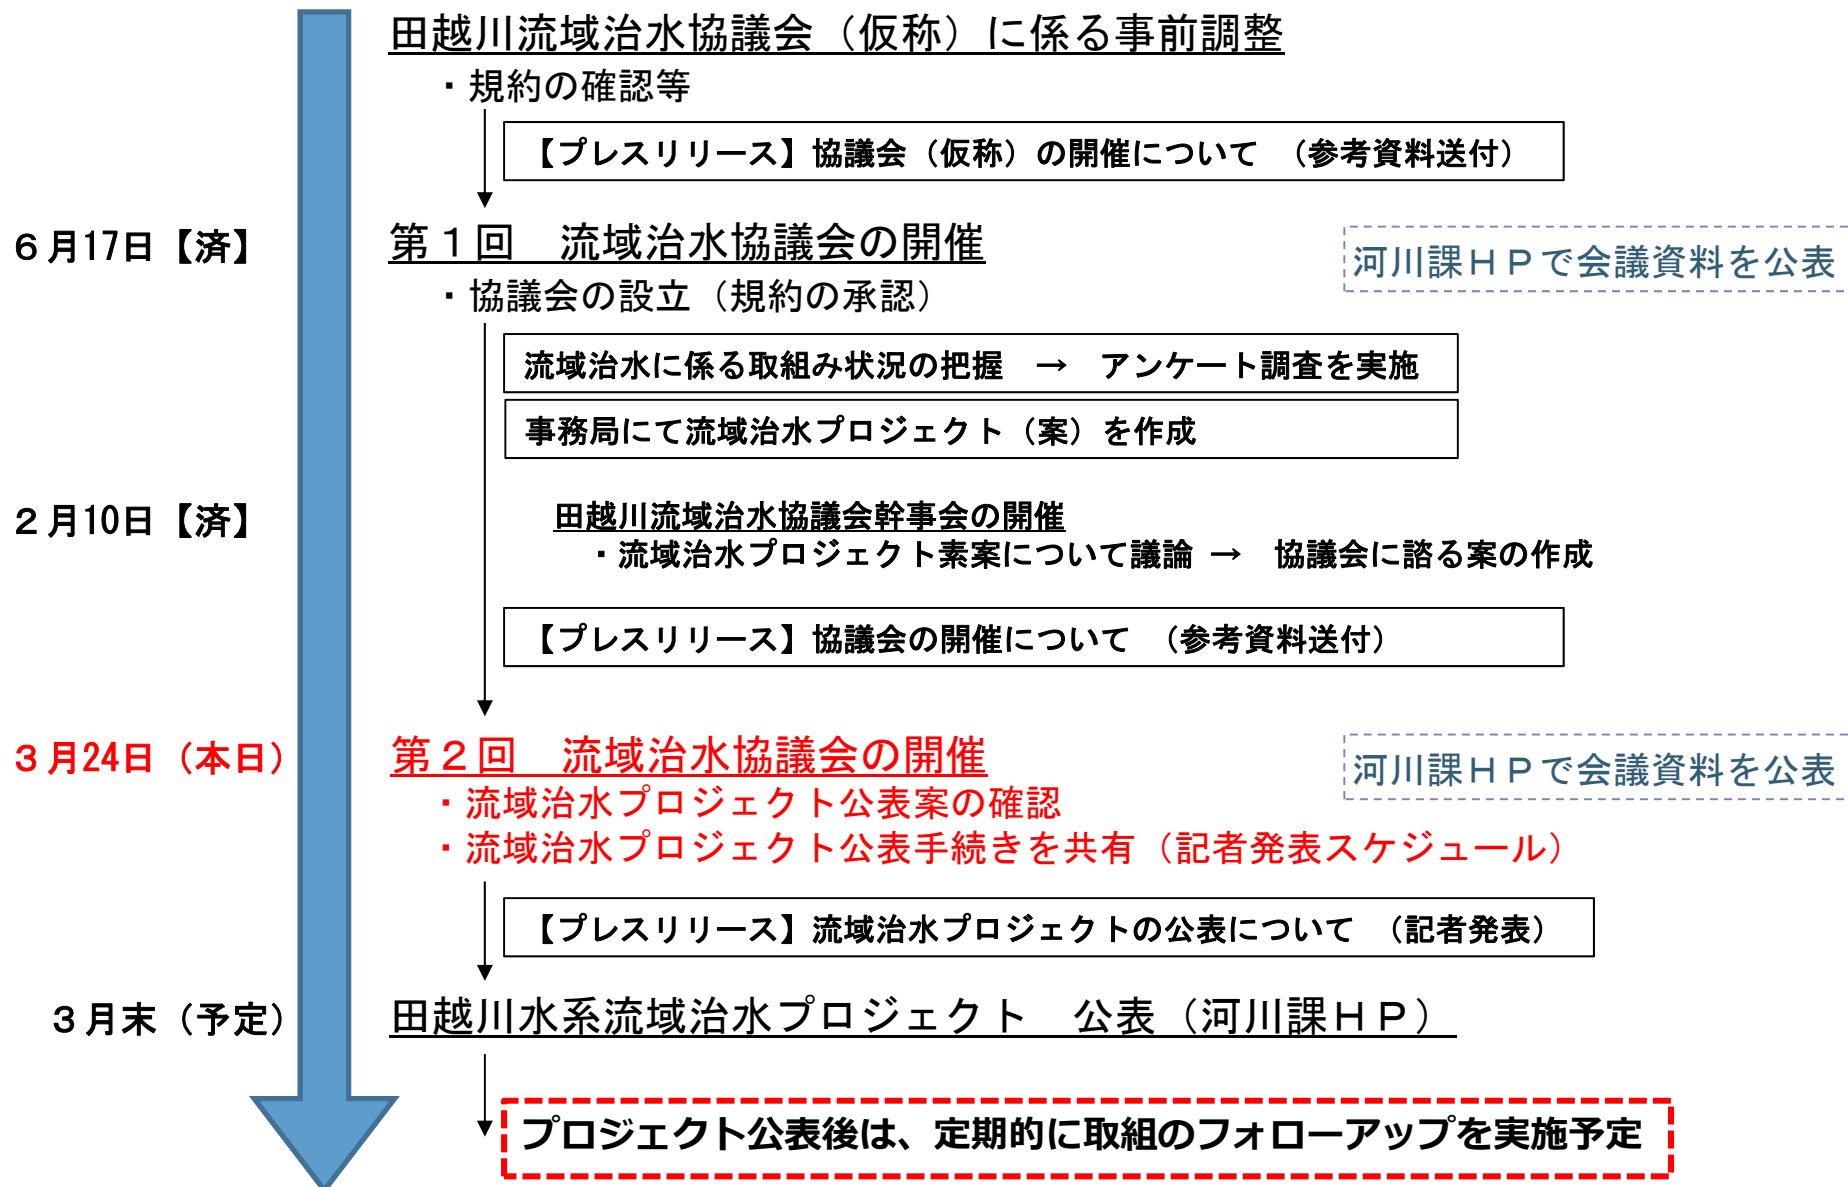 田越川流域治水協議会（仮称）に係る事前調整
・規約の確認等
【プレスリリース】協議会（仮称）の開催について　（参考資料送付）
６月17日【済】
第１回　流域治水協議会の開催
河川課ＨＰで会議資料を公表
・協議会の設立（規約の承認）
流域治水に係る取組み状況の把握　→　アンケート調査を実施
事務局にて流域治水プロジェクト（案）を作成
２月10日【済】
田越川流域治水協議会幹事会の開催
・流域治水プロジェクト素案について議論 →　協議会に諮る案の作成
【プレスリリース】協議会の開催について　（参考資料送付）
３月24日（本日）
第２回　流域治水協議会の開催
河川課ＨＰで会議資料を公表
・流域治水プロジェクト公表案の確認
・流域治水プロジェクト公表手続きを共有（記者発表スケジュール）
【プレスリリース】流域治水プロジェクトの公表について　（記者発表）
３月末（予定）
田越川水系流域治水プロジェクト　公表（河川課ＨＰ）
プロジェクト公表後は、定期的に取組のフォローアップを実施予定